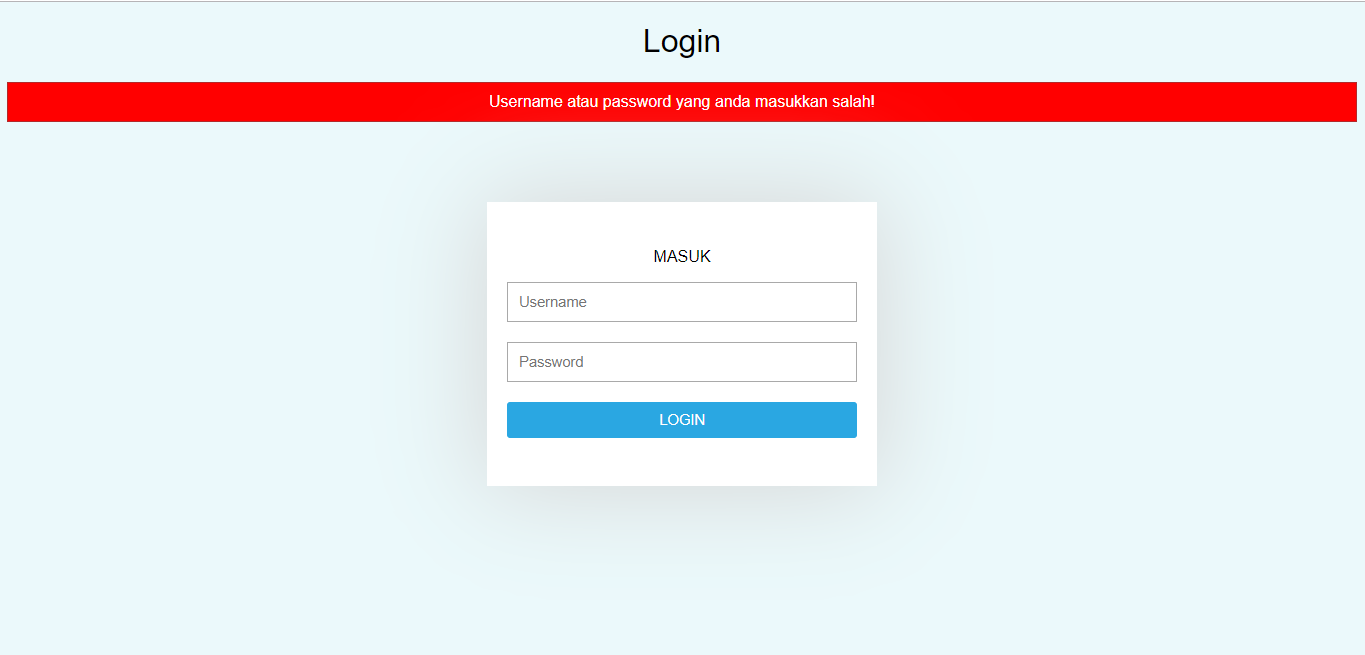 Login
Username atau password yang anda masukkan salah!
MASUK
Username
Password
LOGIN